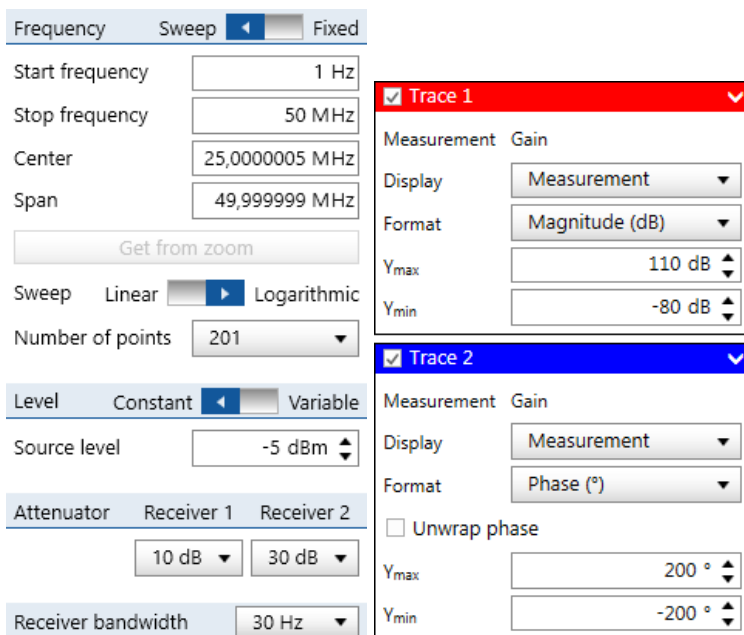 Frequency Sweep Fixed
Start frequency 1 Hz
Stop frequency 50 MHz
Center 25,0000005 MHz
Span 49,999999 MHz
Get from zoom
Sweep Linear Logarithmic
Number of points 201
Level Constant Variable
Source level -5 dBm
Attenuator Receiver 1 Receiver 2
10 dB 30 dB
Receiver bandwidth 30 Hz
Trace 1
Measurement Gain
Display Measurement
Format Magnitude (dB)
Ymax 110 dB
Ymin -80 dB
Trace 2
Measurement Gain
Display Measurement
Format Phase (°)
Unwrap phase
Ymax 200 °
Ymin -200 °